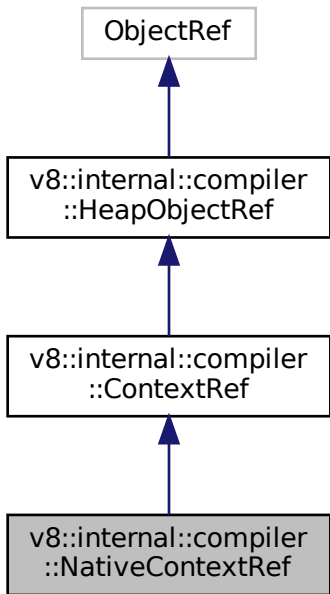 ObjectRef
v8::internal::compiler
::HeapObjectRef
v8::internal::compiler
::ContextRef
v8::internal::compiler
::NativeContextRef